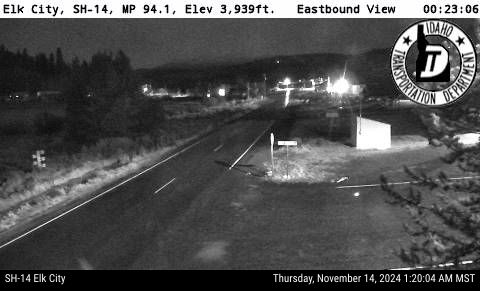 Elk City, SH-14, MP 94.1, Elev 3,939ft. Eastbound View 00:23:06
IDAHO
TRANSPORTATION DEPARTMENT
SH-14 Elk City Thursday, November 14, 2024 1:20:04 AM MST